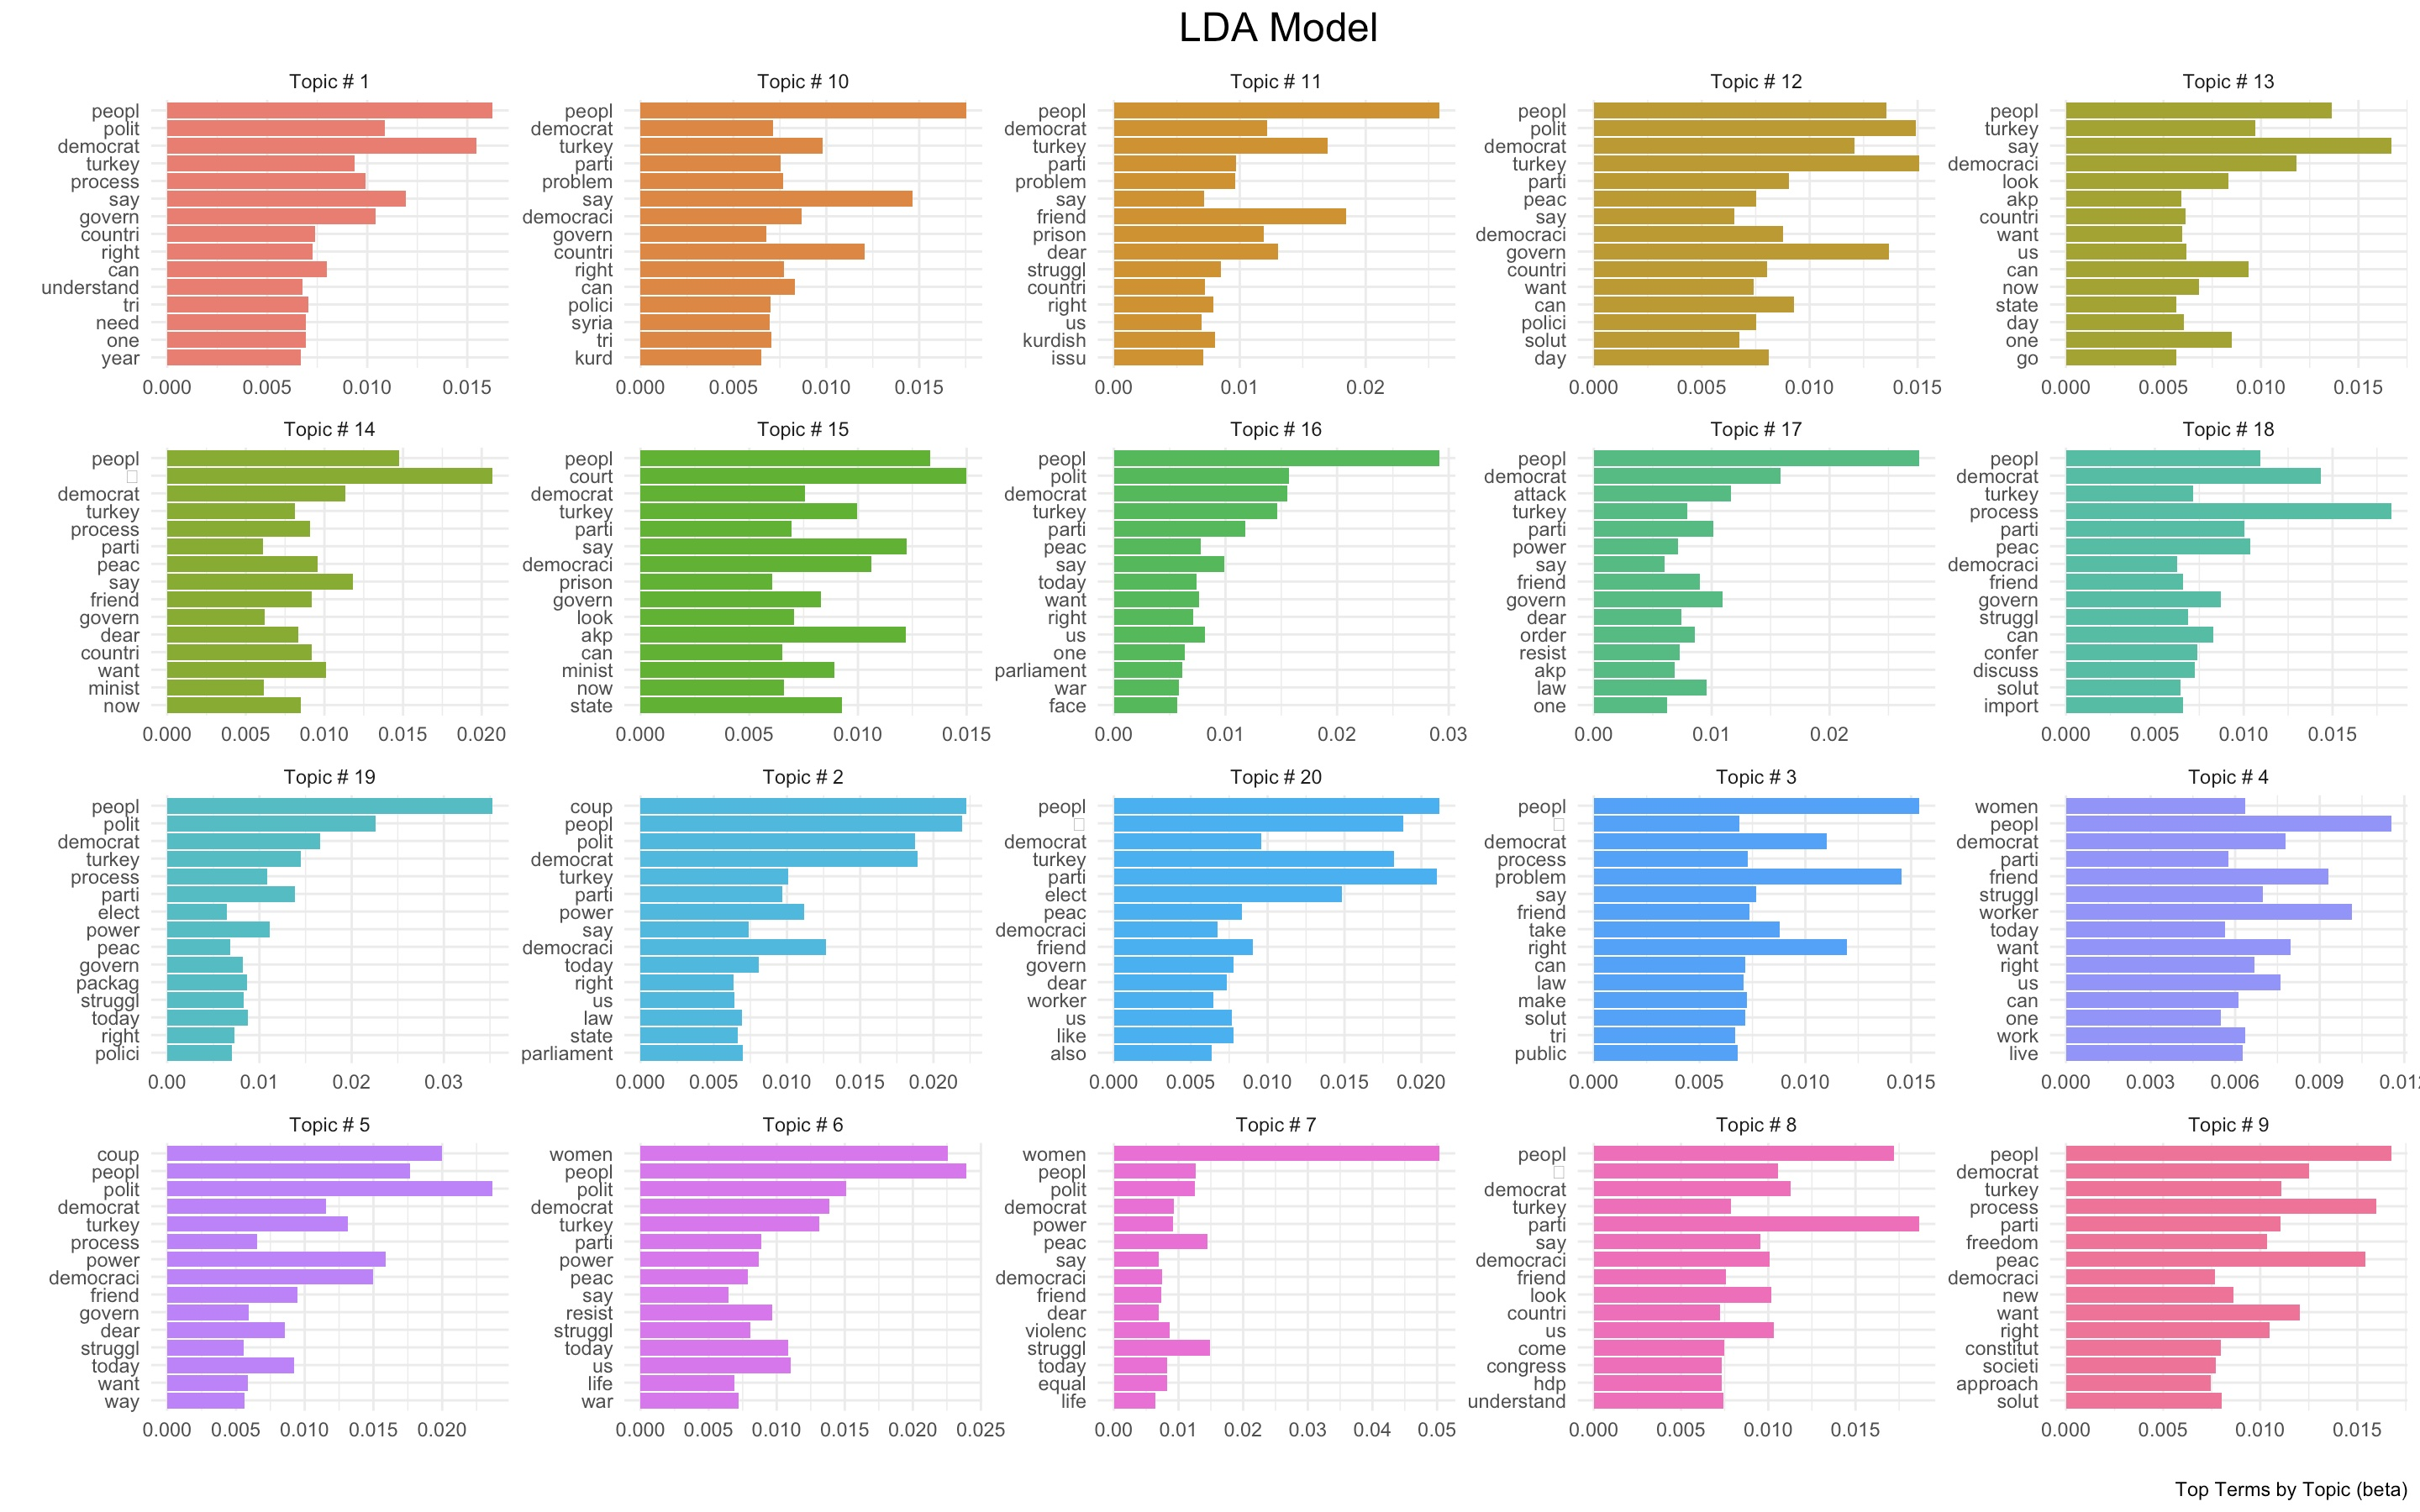 LDA Model
Topic # 1
peopl
polit
democrat
turkey
process
say
govern
countri
right
can
understand
tri
need
one
year
0.000 0.005 0.010 0.015
Topic # 10
peopl
democrat
turkey
parti
problem
say
democraci
govern
countri
right
can
polici
syria
tri
kurd
0.000 0.005 0.010 0.015
Topic # 11
peopl
democrat
turkey
parti
problem
say
friend
prison
dear
struggl
countri
right
us
kurdish
issu
0.00 0.01 0.02
Topic # 12
peopl
polit
democrat
turkey
parti
peac
say
democraci
govern
countri
want
can
polici
solut
day
0.000 0.005 0.010 0.015
Topic # 13
peopl
turkey
say
democraci
look
akp
countri
want
us
can
now
state
day
one
go
0.000 0.005 0.010 0.015
Topic # 14
peopl
democrat
turkey
process
parti
peac
say
friend
govern
dear
countri
want
minist
now
0.000 0.005 0.010 0.015 0.020
Topic # 15
peopl
court
democrat
turkey
parti
say
democraci
prison
govern
look
akp
can
minist
now
state
0.000 0.005 0.010 0.015
Topic # 16
peopl
polit
democrat
turkey
parti
peac
say
today
want
right
us
one
parliament
war
face
0.00 0.01 0.02 0.03
Topic # 17
peopl
democrat
attack
turkey
parti
power
say
friend
govern
dear
order
resist
akp
law
one
0.00 0.01 0.02
Topic # 18
peopl
democrat
turkey
process
parti
peac
democraci
friend
govern
struggl
can
confer
discuss
solut
import
0.000 0.005 0.010 0.015
Topic # 19
peopl
polit
democrat
turkey
process
parti
elect
power
peac
govern
packag
struggl
today
right
polici
0.00 0.01 0.02 0.03
Topic # 2
coup
peopl
polit
democrat
turkey
parti
power
say
democraci
today
right
us
law
state
parliament
0.000 0.005 0.010 0.015 0.020
Topic # 20
peopl
democrat
turkey
parti
elect
peac
democraci
friend
govern
dear
worker
us
like
also
0.000 0.005 0.010 0.015 0.020
Topic # 3
peopl
democrat
process
problem
say
friend
take
right
can
law
make
solut
tri
public
0.000 0.005 0.010 0.015
Topic # 4
women
peopl
democrat
parti
friend
struggl
worker
today
want
right
us
can
one
work
live
0.000 0.003 0.006 0.009
Topic # 5
coup
peopl
polit
democrat
turkey
process
power
democraci
friend
govern
dear
struggl
today
want
way
0.000 0.005 0.010 0.015 0.020
Topic # 6
women
peopl
polit
democrat
turkey
parti
power
peac
say
resist
struggl
today
us
life
war
0.000 0.005 0.010 0.015 0.020 0.025
Topic # 7
women
peopl
polit
democrat
power
peac
say
democraci
friend
dear
violenc
struggl
today
equal
life
0.00 0.01 0.02 0.03 0.04 0.05
Topic # 8
peopl
democrat
turkey
parti
say
democraci
friend
look
countri
us
come
congress
hdp
understand
0.000 0.005 0.010 0.015
Topic # 9
peopl
democrat
turkey
process
parti
freedom
peac
democraci
new
want
right
constitut
societi
approach
solut
0.000 0.005 0.010 0.015
Top Terms by Topic (beta)